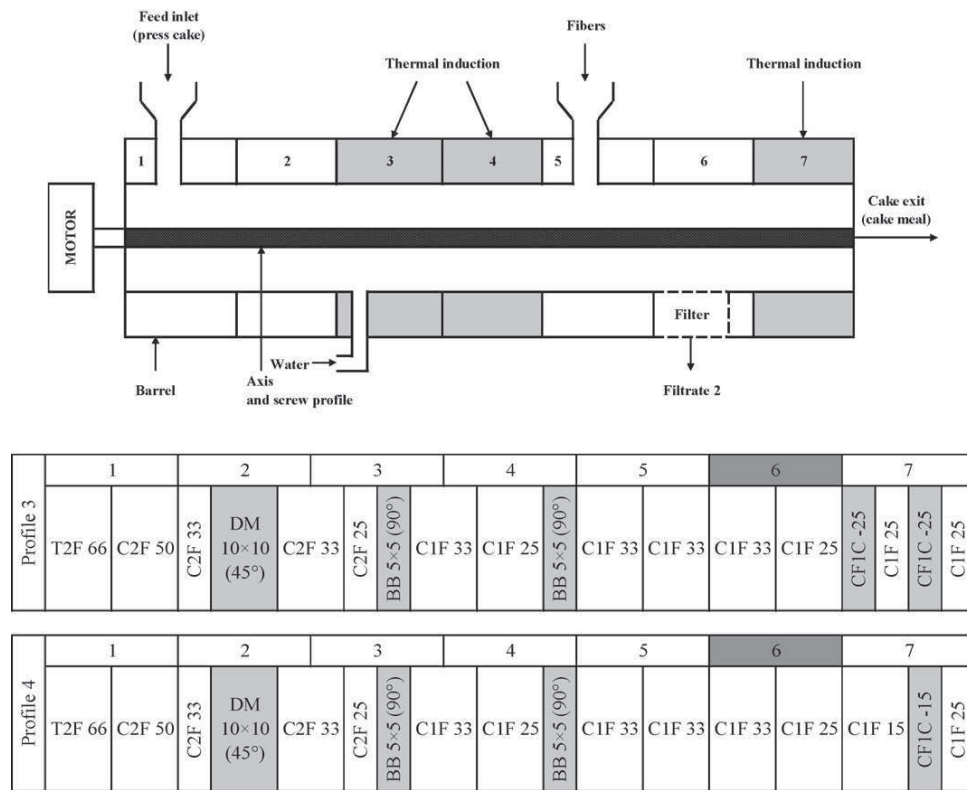 Feed inlet
(press cake)
Fibers
Thermal induction
Thermal induction
1
2
3
4
5
6
7
MOTOR
Cake exit
(cake meal)
Filter
Water
Barrel
Axis
and screw profile
Filtrate 2
Profile 3
1
2
3
4
5
6
7
T2F 66
C2F 50
C2F 33
DM
10×10
(45°)
C2F 33
C2F 25
BB 5×5 (90°)
C1F 33
C1F 25
BB 5×5 (90°)
C1F 33
C1F 33
C1F 33
C1F 25
CF1C -25
C1F 25
CF1C -25
C1F 25
Profile 4
1
2
3
4
5
6
7
T2F 66
C2F 50
C2F 33
DM
10×10
(45°)
C2F 33
C2F 25
BB 5×5 (90°)
C1F 33
C1F 25
BB 5×5 (90°)
C1F 33
C1F 33
C1F 33
C1F 25
C1F 15
CF1C -15
C1F 25